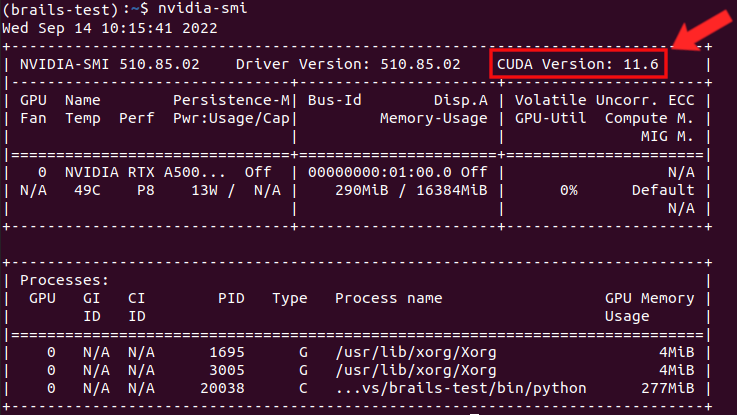 (brails-test):~$ nvidia-smi
Wed Sep 14 10:15:41 2022
+-----------------------------------------------------------------------------+
| NVIDIA-SMI 510.85.02    Driver Version: 510.85.02    CUDA Version: 11.6     |
|-------------------------------+----------------------+----------------------+
| GPU  Name        Persistence-M| Bus-Id        Disp.A | Volatile Uncorr. ECC |
| Fan  Temp  Perf  Pwr:Usage/Cap|         Memory-Usage | GPU-Util  Compute M. |
|                               |                      |               MIG M. |
|===============================+======================+======================|
|   0  NVIDIA RTX A500...  Off  | 00000000:01:00.0 Off |                  N/A |
| N/A   49C    P8    13W /  N/A |    290MiB / 16384MiB |      0%      Default |
|                               |                      |                  N/A |
+-------------------------------+----------------------+----------------------+
+-----------------------------------------------------------------------------+
| Processes:                                                                  |
|  GPU   GI   CI        PID   Type   Process name                  GPU Memory |
|        ID   ID                                                   Usage      |
|=============================================================================|
|    0   N/A  N/A      1695      G   /usr/lib/xorg/Xorg                  4MiB |
|    0   N/A  N/A      3005      G   /usr/lib/xorg/Xorg                  4MiB |
|    0   N/A  N/A     20038      C   ...vs/brails-test/bin/python      277MiB |
+-----------------------------------------------------------------------------+